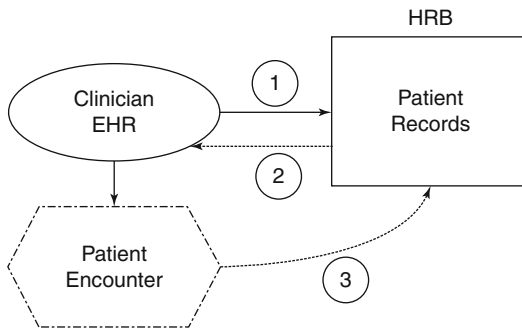 HRB
Clinician
EHR
1
Patient
Records
2
Patient
Encounter
3